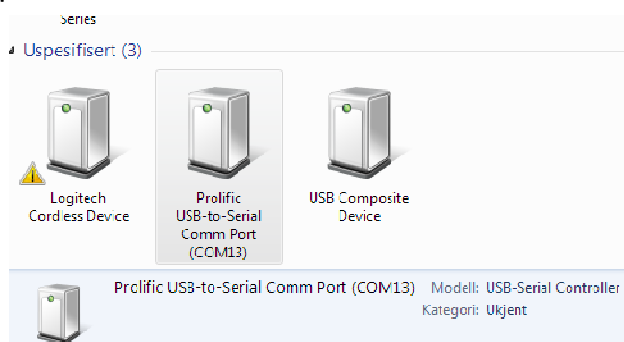 Series
Uspesifisert (3)
Logitech
Cordless Device
Prolific
USB-to-Serial
Comm Port
(COM13)
USB Composite
Device
Prolific USB-to-Serial Comm Port (COM13) Modell: USB-Serial Controller
Kategori: Ukjent